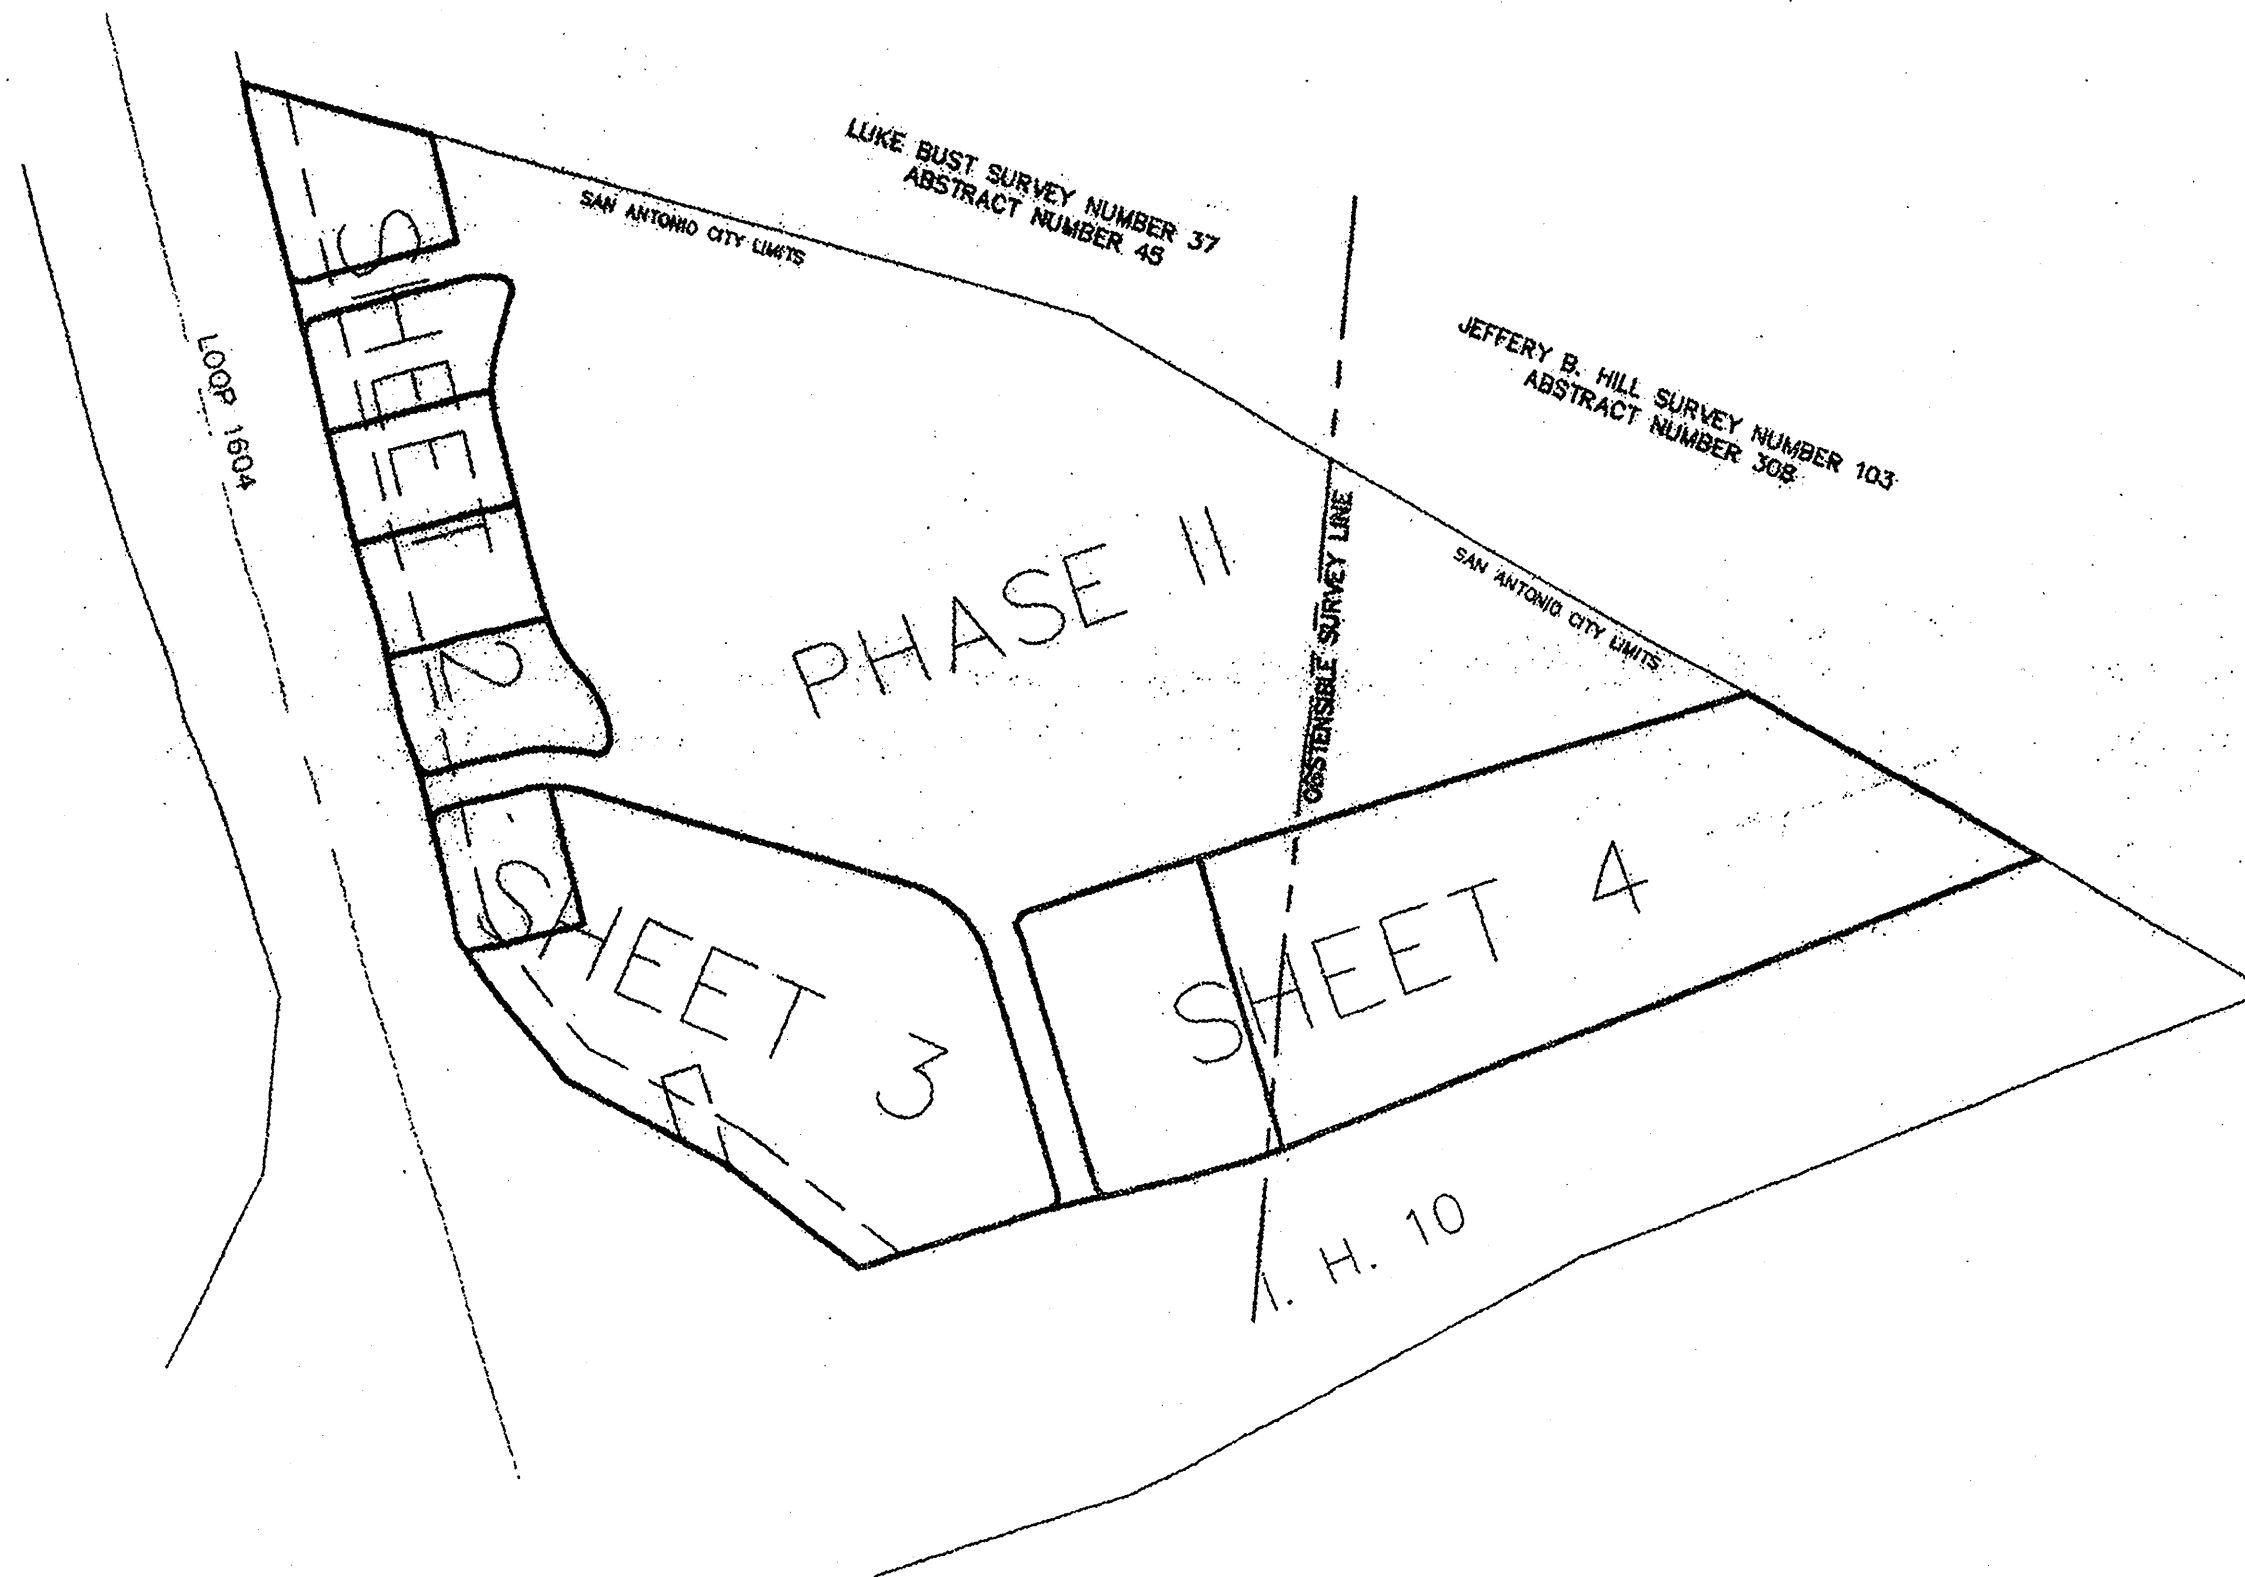 LUKE BUST SURVEY NUMBER 37
ABSTRACT NUMBER 45
SAN ANTONIO CITY LIMITS
JEFFERY B. HILL SURVEY NUMBER 103
ABSTRACT NUMBER 308
LOOP 1604
SHEET 2
PHASE II
OSSTENSIBLE SURVEY LINE
SAN ANTONIO CITY LIMITS
SHEET 3
SHEET 4
I. H. 10